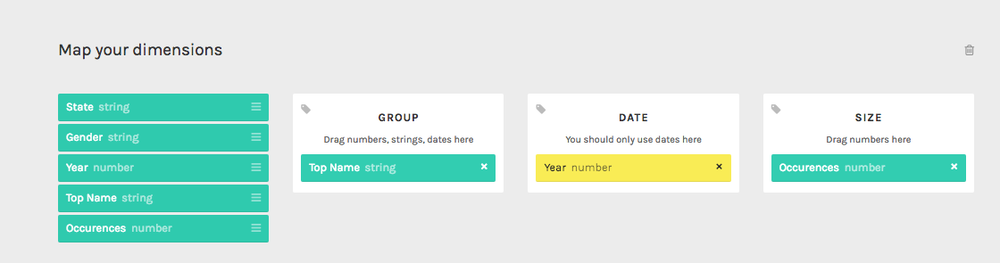 Map your dimensions
State string
Gender string
Year number
Top Name string
Occurences number
GROUP
Drag numbers, strings, dates here
Top Name string
DATE
You should only use dates here
Year number
SIZE
Drag numbers here
Occurences number